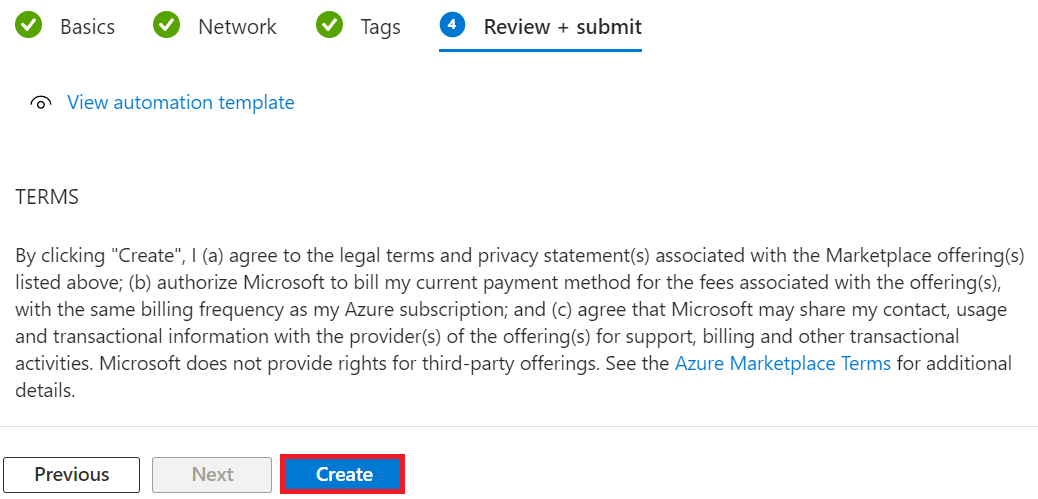 Basics Network Tags 4 Review + submit
View automation template
TERMS
By clicking "Create", I (a) agree to the legal terms and privacy statement(s) associated with the Marketplace offering(s)
listed above; (b) authorize Microsoft to bill my current payment method for the fees associated with the offering(s),
with the same billing frequency as my Azure subscription; and (c) agree that Microsoft may share my contact, usage
and transactional information with the provider(s) of the offering(s) for support, billing and other transactional
activities. Microsoft does not provide rights for third-party offerings. See the Azure Marketplace Terms for additional
details.
Previous Next Create